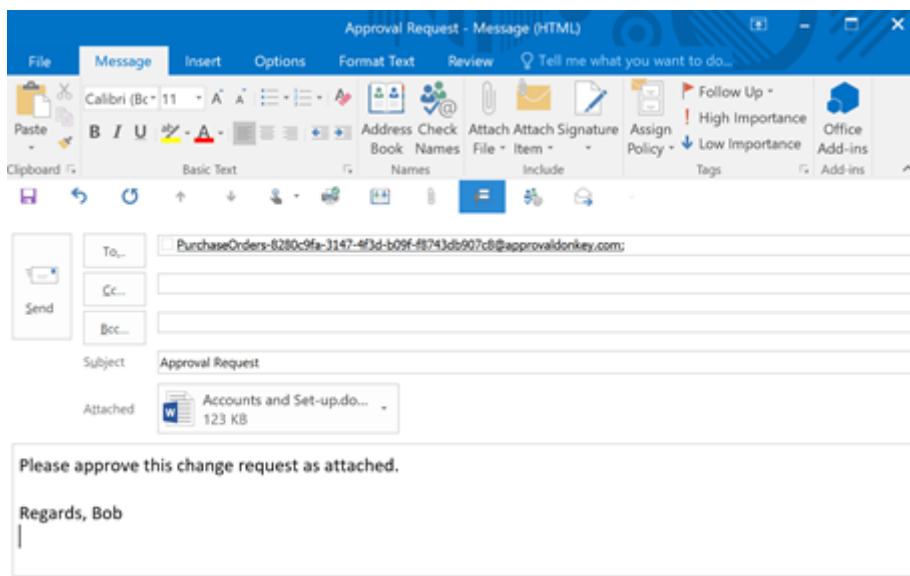 Approval Request - Message (HTML)
File Message Insert Options Format Text Review Tell me what you want to do...
Calibri (Bc 11 A A Follow Up
High Importance
Paste B I U A Address Check Attach Attach Signature Assign Low Importance Office
Book Names File Item Policy Add-ins
Clipboard Basic Text Names Include Tags Add-ins
To... PurchaseOrders-8280c9fa-3147-4f3d-b09f-f8743db907c8@approvaldonkey.com;
Cc...
Send
Bcc...
Subject Approval Request
Attached Accounts and Set-up.do...
123 KB
Please approve this change request as attached.
Regards, Bob